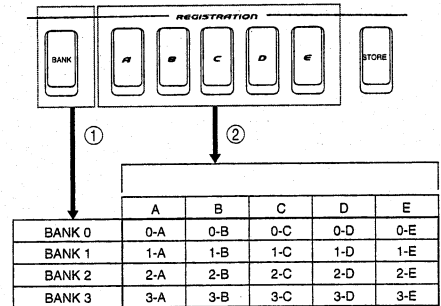 REGISTRATION
BANK A B C D E STORE
① ②
A B C D E
BANK 0 0-A 0-B 0-C 0-D 0-E
BANK 1 1-A 1-B 1-C 1-D 1-E
BANK 2 2-A 2-B 2-C 2-D 2-E
BANK 3 3-A 3-B 3-C 3-D 3-E